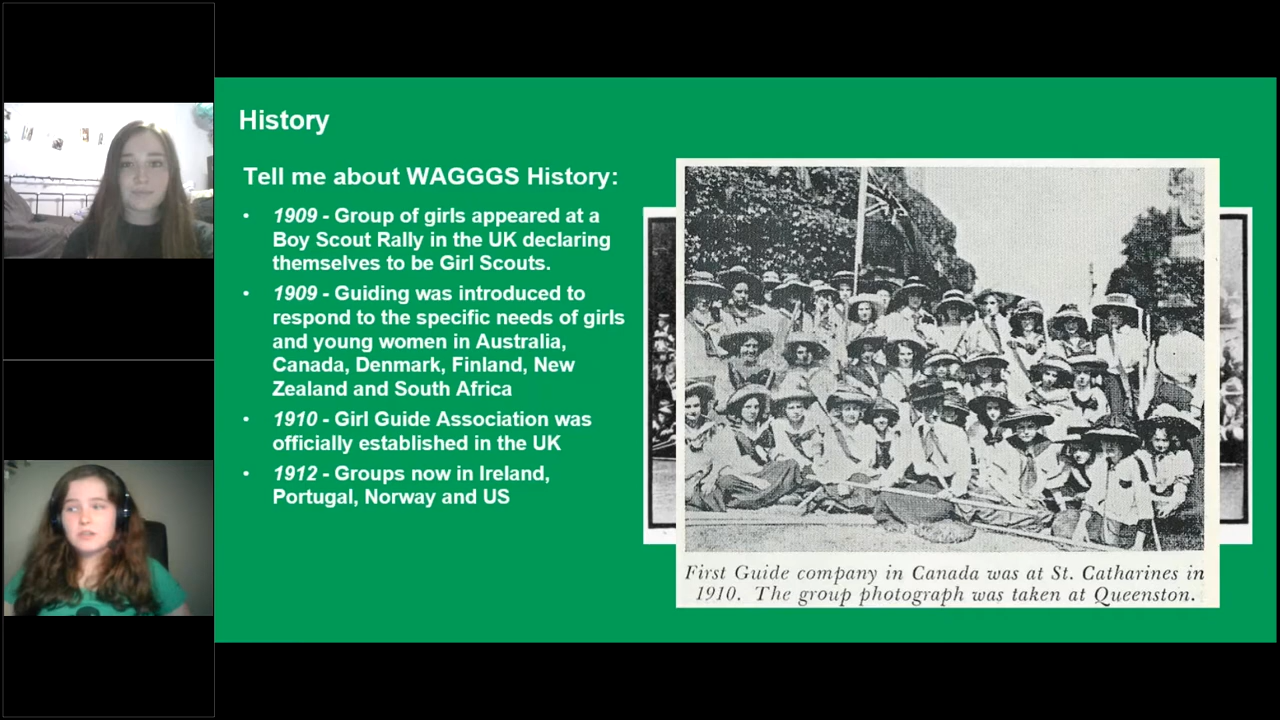 History
Tell me about WAGGGS History:
• 1909 - Group of girls appeared at a
Boy Scout Rally in the UK declaring
themselves to be Girl Scouts.
• 1909 - Guiding was introduced to
respond to the specific needs of girls
and young women in Australia,
Canada, Denmark, Finland, New
Zealand and South Africa
• 1910 - Girl Guide Association was
officially established in the UK
• 1912 - Groups now in Ireland,
Portugal, Norway and US
First Guide company in Canada was at St. Catharines in
1910. The group photograph was taken at Queenston.